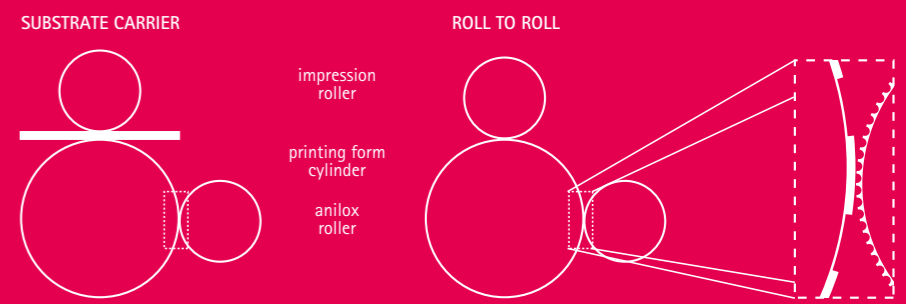 SUBSTRATE CARRIER
ROLL TO ROLL
impression
roller
printing form
cylinder
anilox
roller